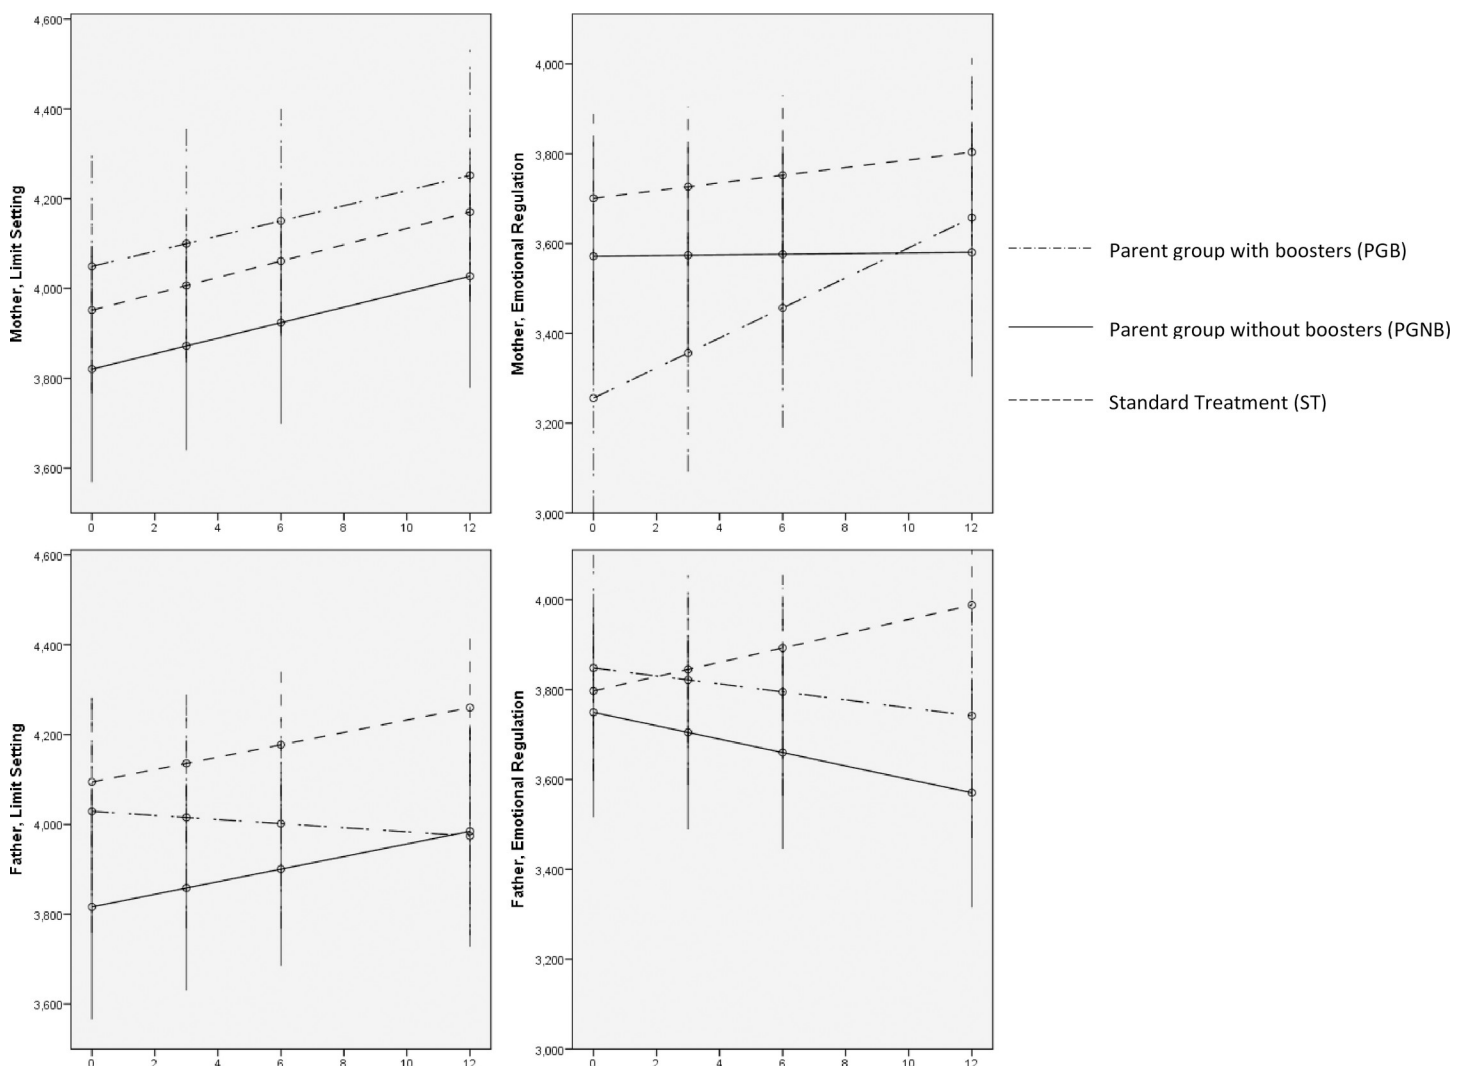 4,600
4,400
4,200
4,000
3,800
3,600
Mother, Limit Setting
0 2 4 6 8 10 12
4,000
3,800
3,600
3,400
3,200
3,000
Mother, Emotional Regulation
0 2 4 6 8 10 12
Parent group with boosters (PGB)
Parent group without boosters (PGNB)
Standard Treatment (ST)
4,600
4,400
4,200
4,000
3,800
3,600
Father, Limit Setting
0 2 4 6 8 10 12
4,000
3,800
3,600
3,400
3,200
3,000
Father, Emotional Regulation
0 2 4 6 8 10 12